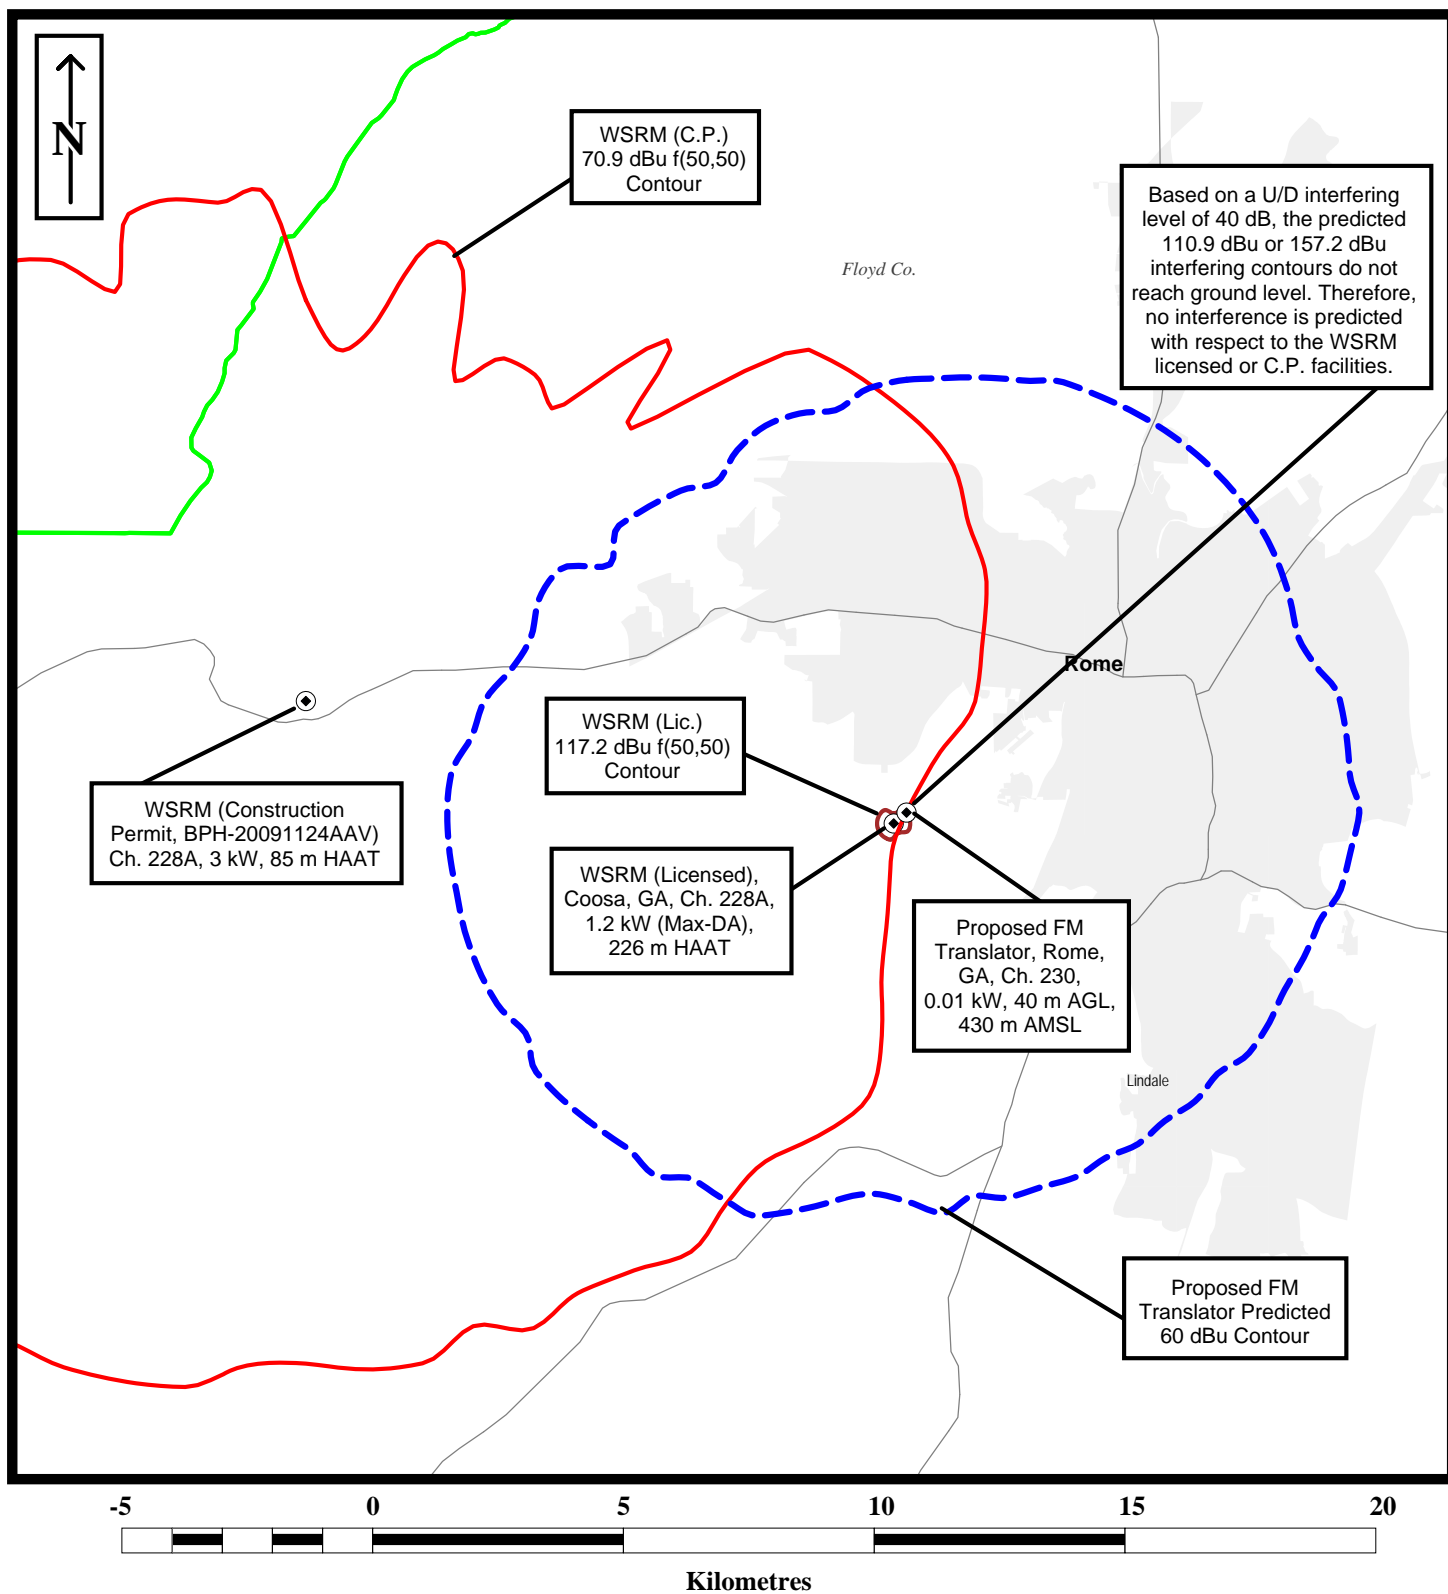 N
WSRM (C.P.)
70.9 dBu f(50,50)
Contour
Based on a U/D interfering
level of 40 dB, the predicted
110.9 dBu or 157.2 dBu
interfering contours do not
reach ground level. Therefore,
no interference is predicted
with respect to the WSRM
licensed or C.P. facilities.
Floyd Co.
Rome
WSRM (Lic.)
117.2 dBu f(50,50)
Contour
WSRM (Construction
Permit, BPH-20091124AAV)
Ch. 228A, 3 kW, 85 m HAAT
WSRM (Licensed),
Coosa, GA, Ch. 228A,
1.2 kW (Max-DA),
226 m HAAT
Proposed FM
Translator, Rome,
GA, Ch. 230,
0.01 kW, 40 m AGL,
430 m AMSL
Lindale
Proposed FM
Translator Predicted
60 dBu Contour
-5 0 5 10 15 20
Kilometres